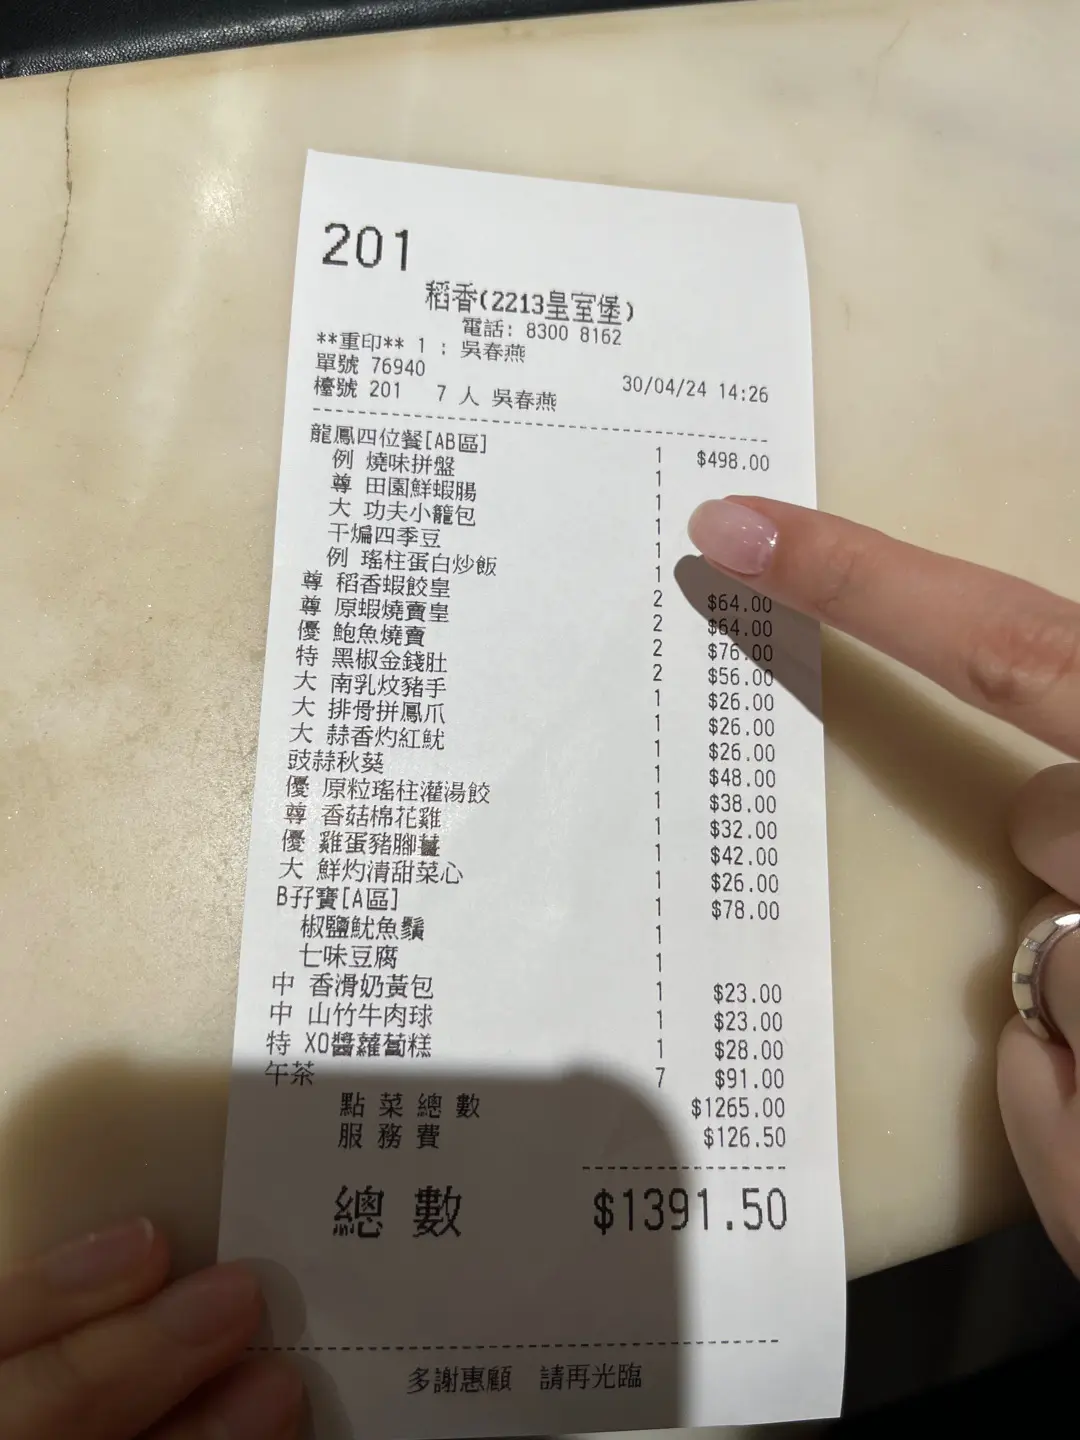 201
稻香(2213皇室堡)
電話: 8300 8162
**重印** 1 : 吳春燕
單號 76940
30/04/24 14:26
檯號 201 7 人 吳春燕
龍鳳四位餐[AB區] 1 $498.00
例 燒味拼盤 1
尊 田園鮮蝦腸 1
大 功夫小籠包 1
干煸四季豆 1
例 瑤柱蛋白炒飯 1
尊 稻香蝦餃皇 2 $64.00
尊 原蝦燒賣皇 2 $64.00
優 鮑魚燒賣 2 $76.00
特 黑椒金錢肚 2 $56.00
大 南乳炆豬手 1 $26.00
大 排骨拼鳳爪 1 $26.00
大 蒜香灼紅魷 1 $26.00
豉蒜秋葵 1 $48.00
優 原粒瑤柱灌湯餃 1 $38.00
尊 香菇棉花雞 1 $32.00
優 雞蛋豬腳薑 1 $42.00
大 鮮灼清甜菜心 1 $26.00
B孖寶[A區] 1 $78.00
椒鹽魷魚鬚 1
七味豆腐 1
中 香滑奶黃包 1 $23.00
中 山竹牛肉球 1 $23.00
特 XO醬蘿蔔糕 1 $28.00
午茶 7 $91.00
點菜總數 $1265.00
服務費 $126.50
總數 $1391.50
多謝惠顧 請再光臨